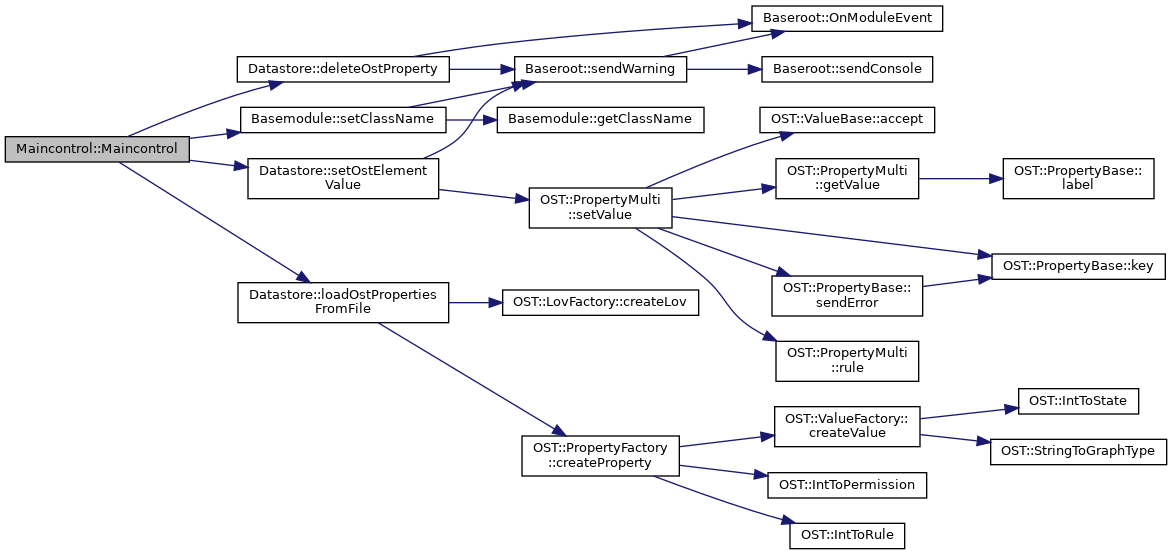 Maincontrol::Maincontrol
Datastore::deleteOstProperty
Basemodule::setClassName
Datastore::setOstElement
Value
Datastore::loadOstProperties
FromFile
Baseroot::sendWarning
Basemodule::getClassName
OST::PropertyMulti
::setValue
OST::LovFactory::createLov
OST::PropertyFactory
::createProperty
Baseroot::OnModuleEvent
Baseroot::sendConsole
OST::ValueBase::accept
OST::PropertyMulti
::getValue
OST::PropertyBase::
sendError
OST::PropertyMulti
::rule
OST::ValueFactory::
createValue
OST::IntToPermission
OST::IntToRule
OST::PropertyBase::
label
OST::PropertyBase::key
OST::IntToState
OST::StringToGraphType